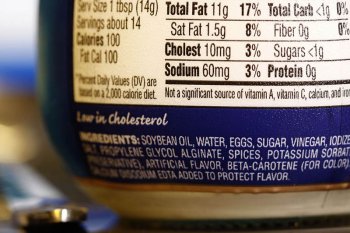 Serv Size 1 tbsp (14g)
Servings about 14
Calories 100
Fat Cal 100
*Percent Daily Values (DV) are
based on a 2,000 calorie diet.
Total Fat 11g 17% Total Carb <1g 0%
Sat Fat 1.5g 8% Fiber 0g
Cholest 10mg 3% Sugars <1g
Sodium 60mg 3% Protein 0g
Not a significant source of vitamin A, vitamin C, calcium, and iron
Low in Cholesterol
INGREDIENTS: SOYBEAN OIL, WATER, EGGS, SUGAR, VINEGAR, IODIZE
SALT, PROPYLENE GLYCOL ALGINATE, SPICES, POTASSIUM SORBAT
ARTIFICIAL FLAVOR, BETA-CAROTENE (FOR COLOR),
DISODIUM EDTA ADDED TO PROTECT FLAVOR.